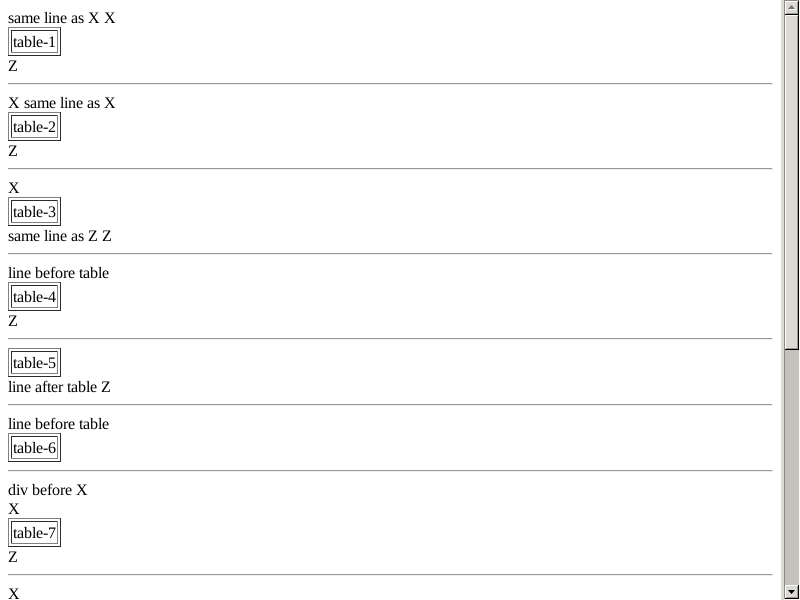 same line as X X
table-1
Z
X same line as X
table-2
Z
X
table-3
same line as Z Z
line before table
table-4
Z
table-5
line after table Z
line before table
table-6
div before X
X
table-7
Z
X